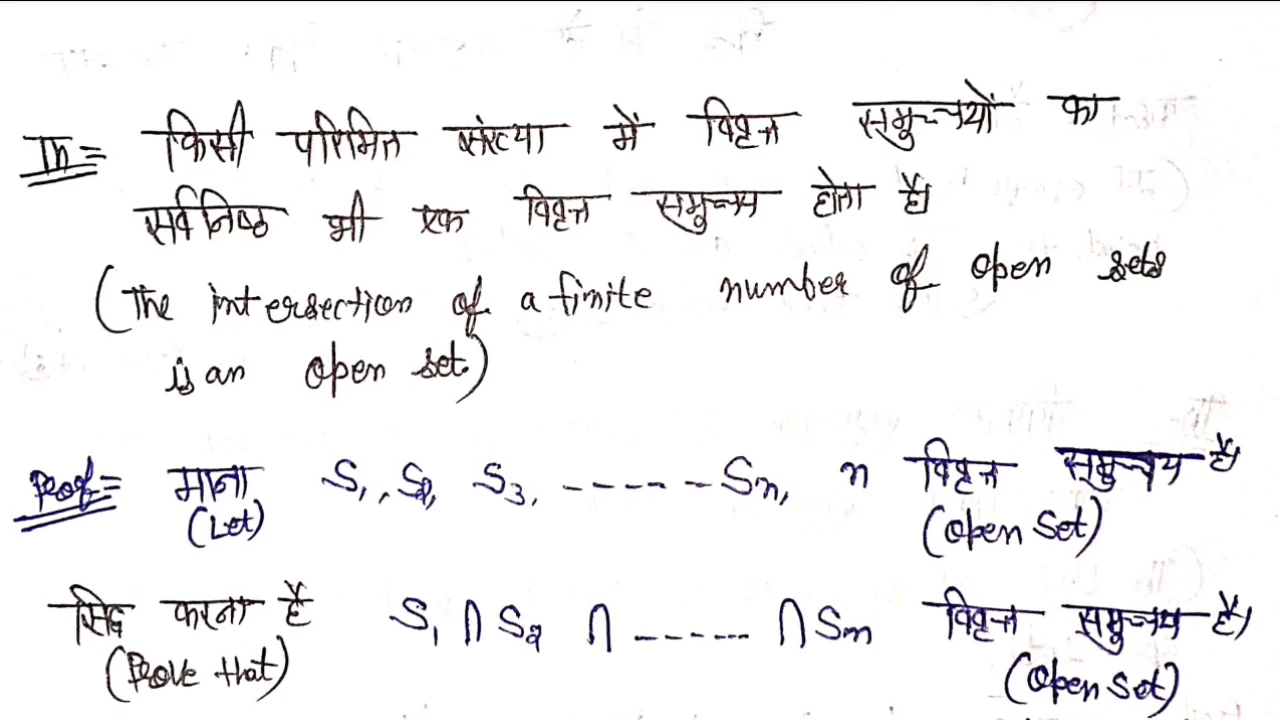 Th= किसी परिमित संख्या में विवृत्त समुच्चयों का
सर्वनिष्ठ भी एक विवृत्त समुच्चय होता है।
(The intersection of a finite number of open sets
is an open set.)
Proof= माना S₁, S₂, S₃, ------ Sn, n विवृत्त समुच्चय है।
(Let) (Open Set)
सिद्ध करना है S₁ ∩ S₂ ∩ ------ ∩ Sn विवृत्त समुच्चय है।
(Prove that) (Open Set)